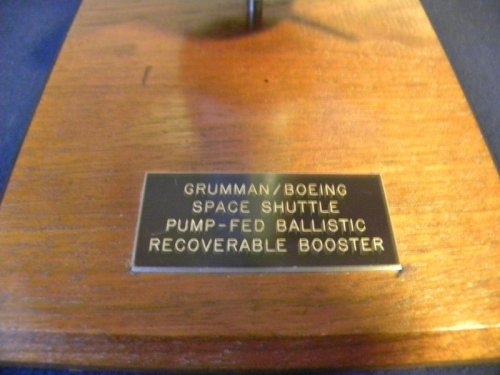 GRUMMAN/BOEING
SPACE SHUTTLE
PUMP-FED BALLISTIC
RECOVERABLE BOOSTER